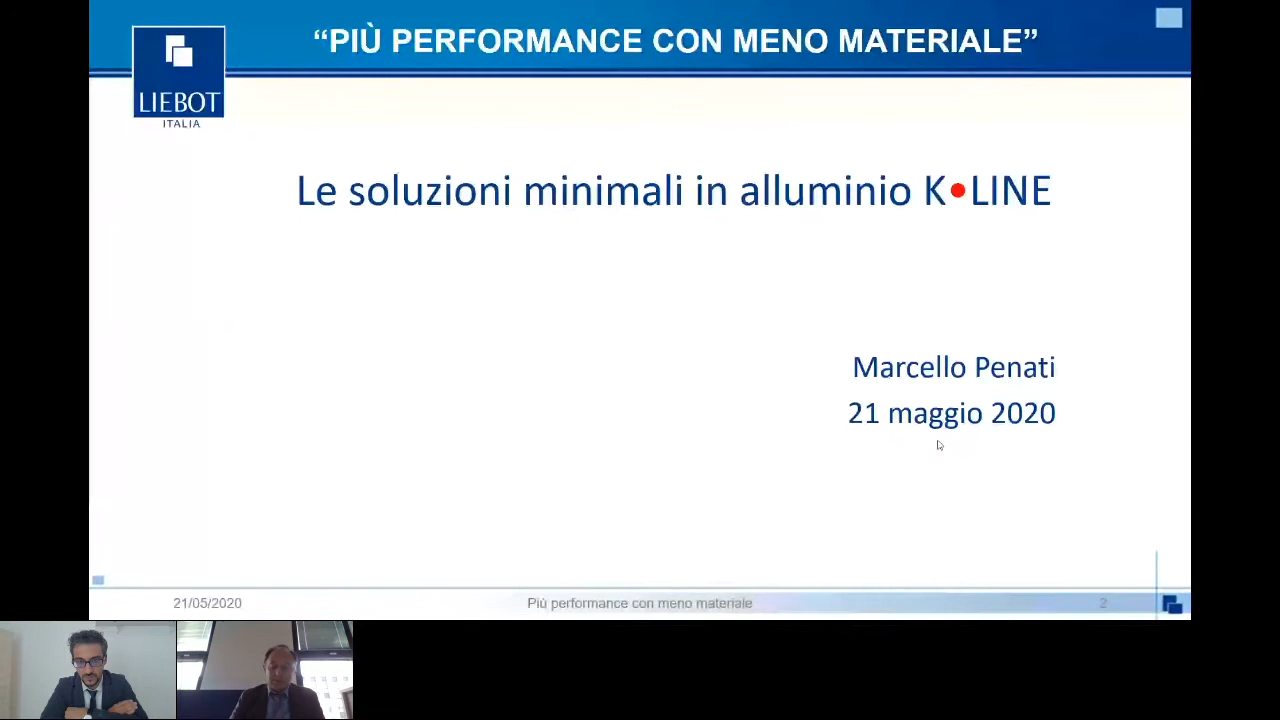 “PIÙ PERFORMANCE CON MENO MATERIALE”
LIEBOT
ITALIA
Le soluzioni minimali in alluminio K•LINE
Marcello Penati
21 maggio 2020
21/05/2020 Più performance con meno materiale 2